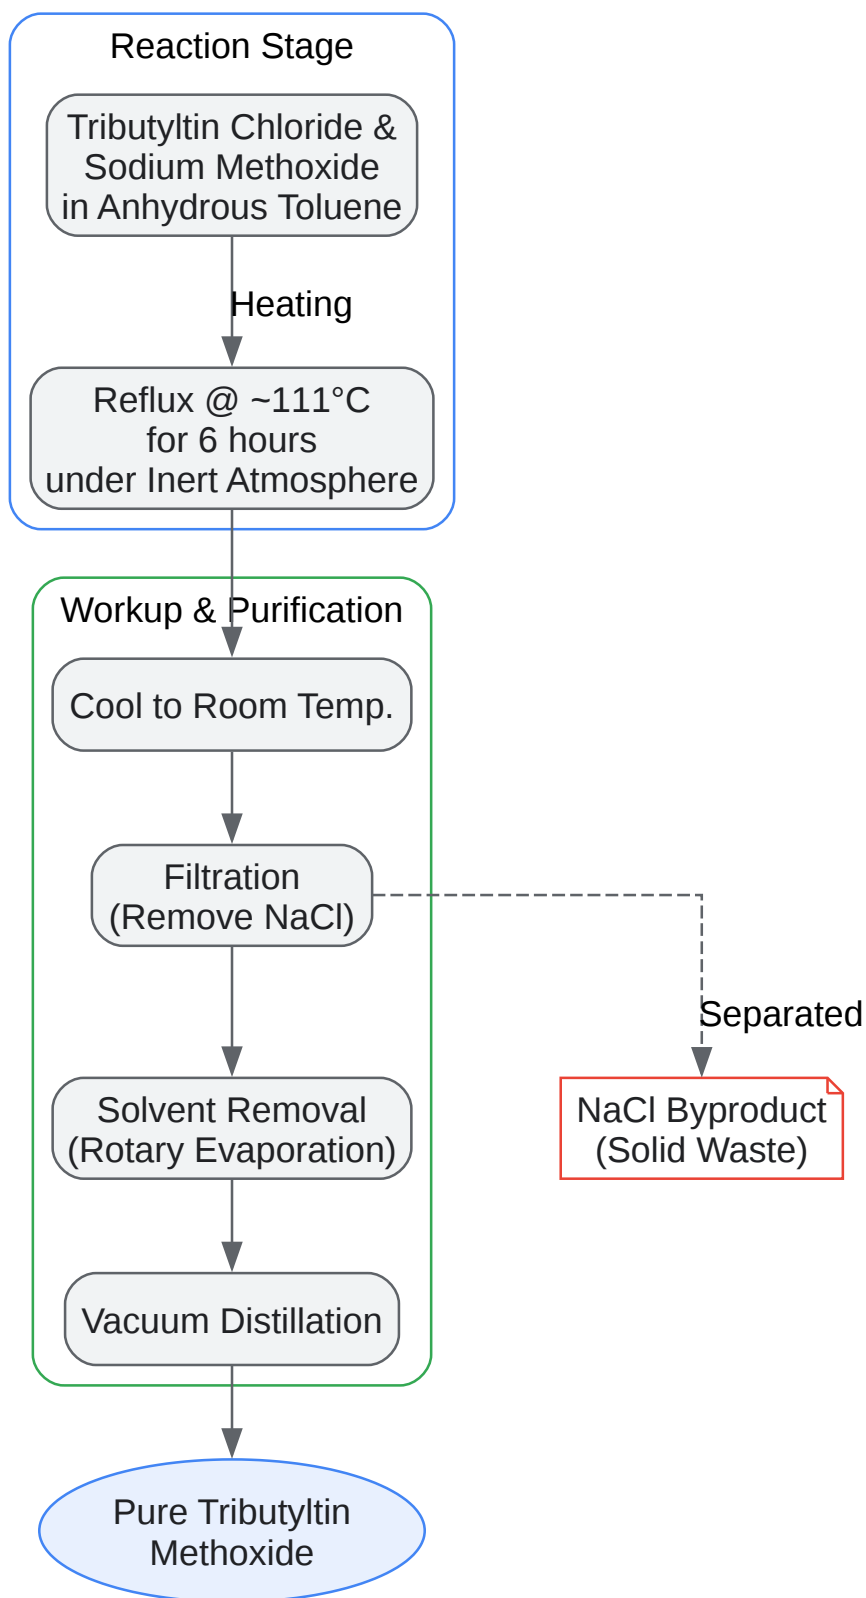 Reaction Stage
Tributyltin Chloride &
Sodium Methoxide
in Anhydrous Toluene
Heating
Reflux @ ~111°C
for 6 hours
under Inert Atmosphere
Workup & Purification
Cool to Room Temp.
Filtration
(Remove NaCl)
Separated
Solvent Removal
(Rotary Evaporation)
NaCl Byproduct
(Solid Waste)
Vacuum Distillation
Pure Tributyltin
Methoxide